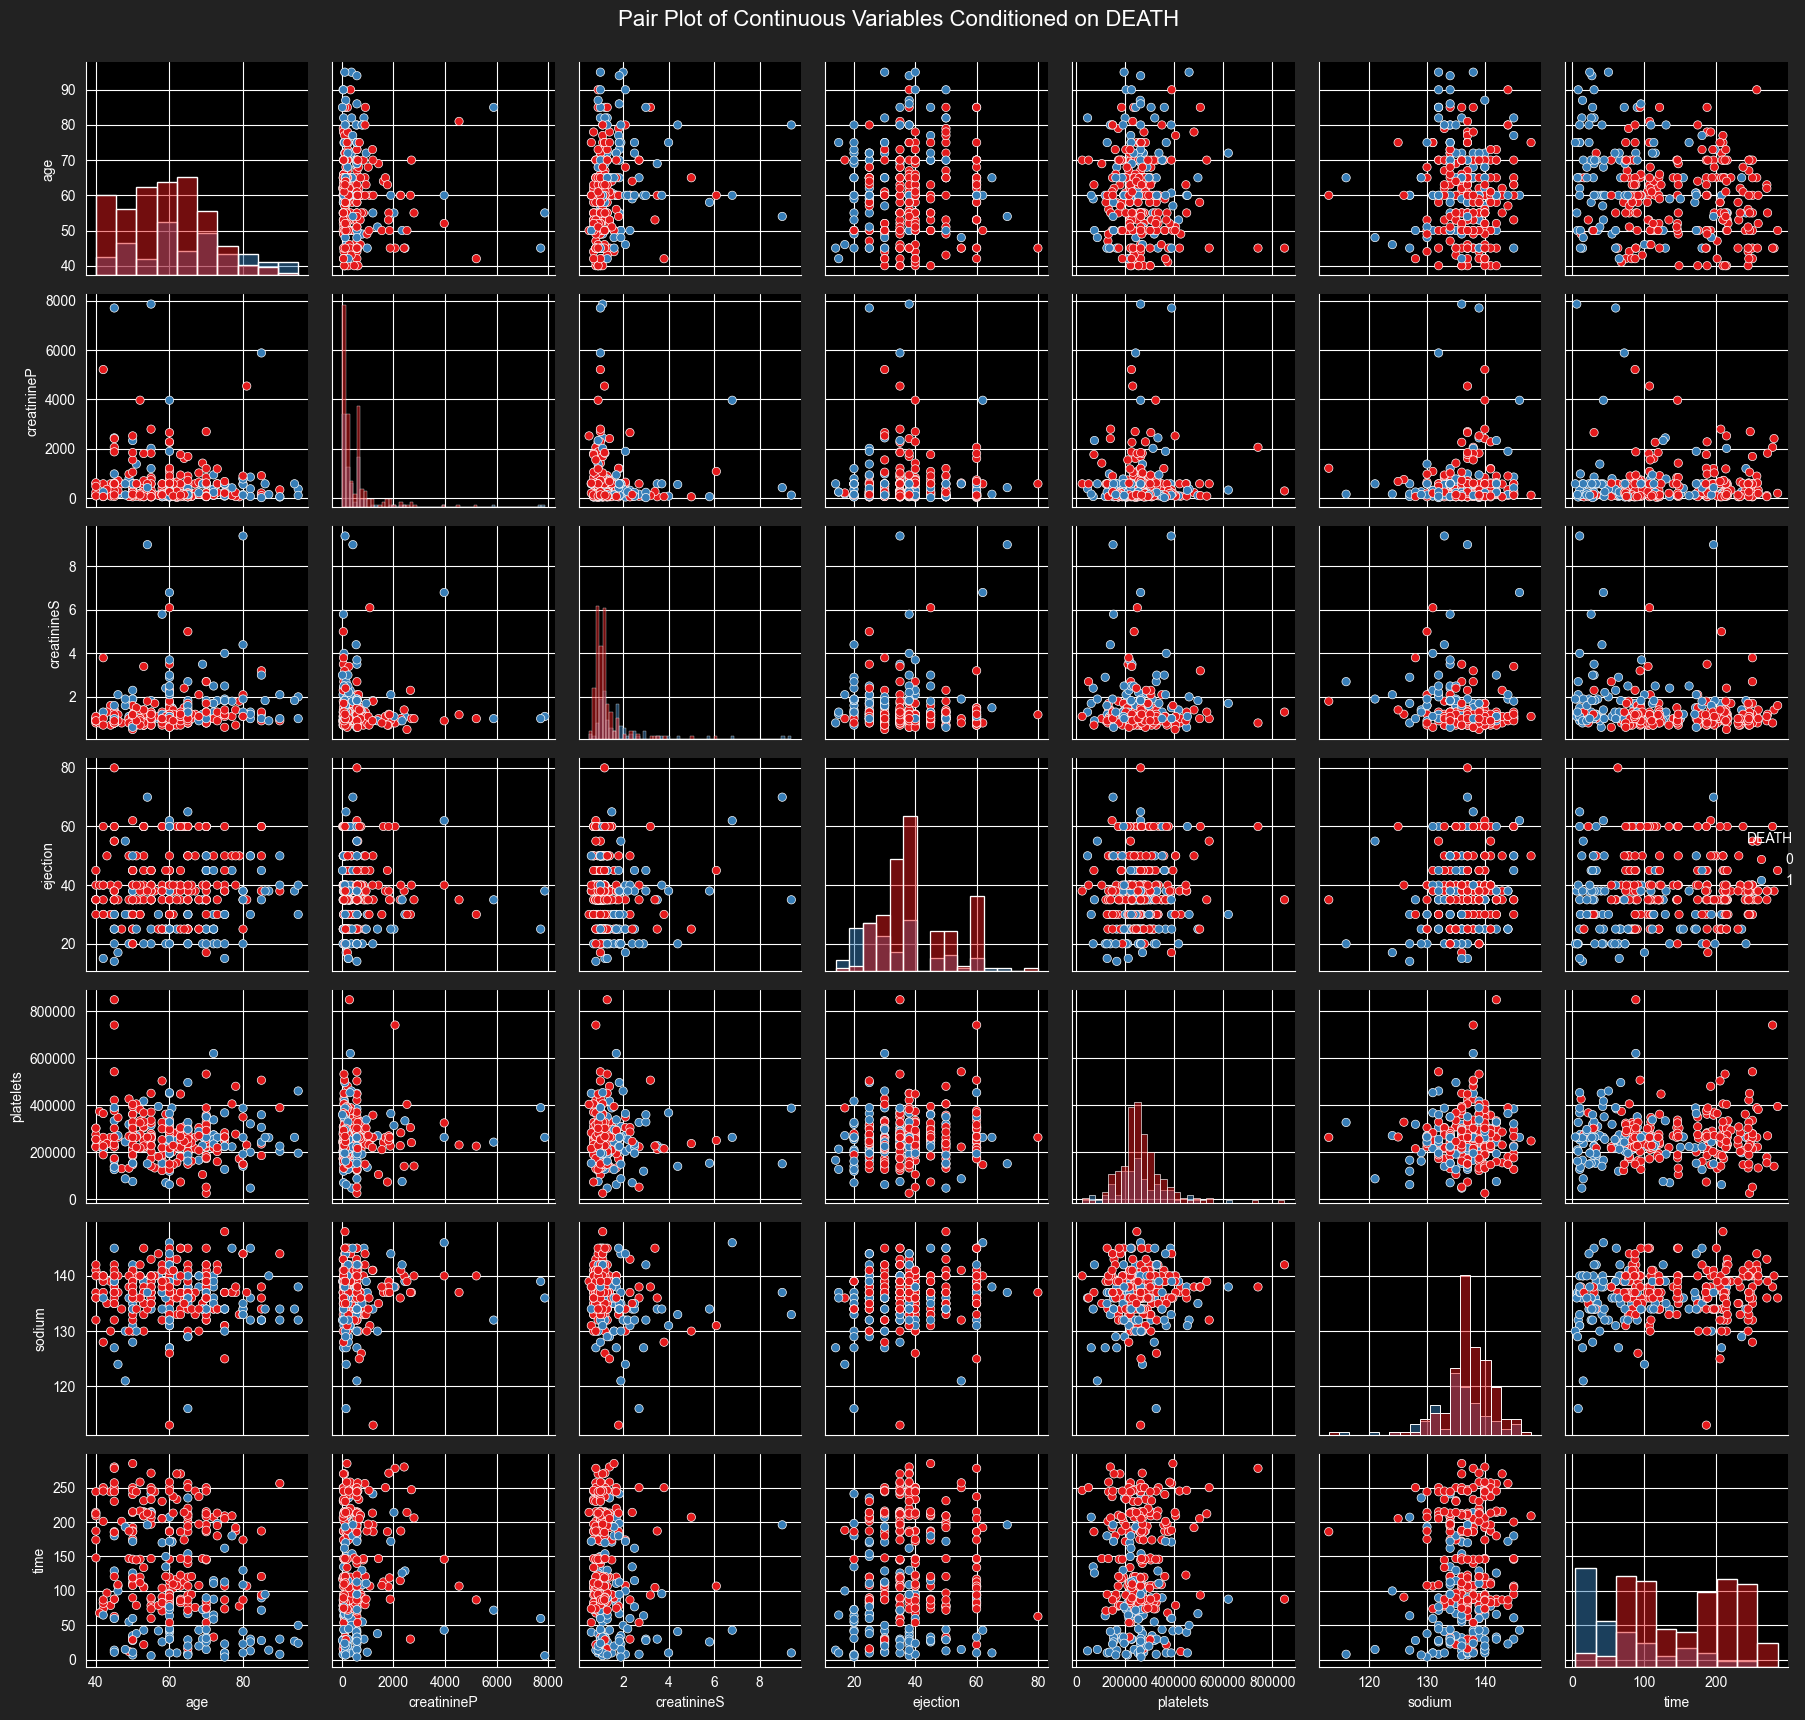 Pair Plot of Continuous Variables Conditioned on DEATH
90
80
70
60
50
40
age
8000
6000
4000
2000
0
creatinineP
8
6
4
2
creatinineS
80
60
40
20
ejection
DEATH
0
1
800000
600000
400000
200000
0
platelets
140
130
120
sodium
250
200
150
100
50
0
time
40 60 80
0 2000 4000 6000 8000
2 4 6 8
20 40 60 80
0 200000 400000 600000 800000
120 130 140
0 100 200
age creatinineP creatinineS ejection platelets sodium time